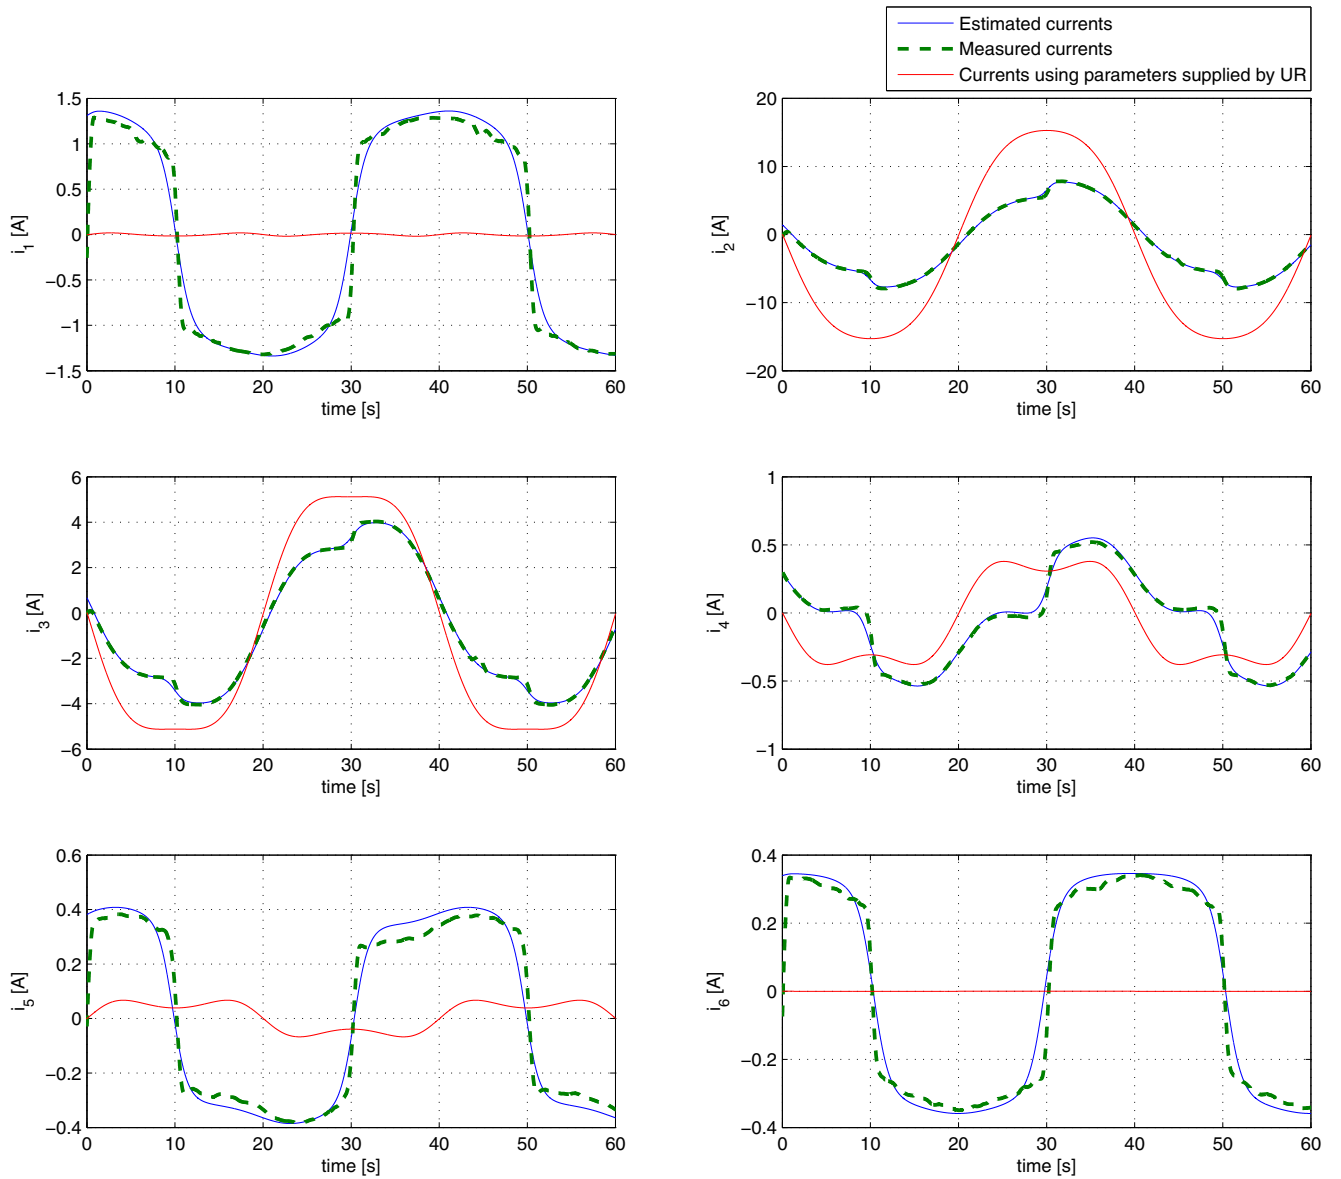 Estimated currents
Measured currents
Currents using parameters supplied by UR
1.5
1
0.5
0
−0.5
−1
−1.5
i1 [A]
0 10 20 30 40 50 60
time [s]
20
10
0
−10
−20
i2 [A]
0 10 20 30 40 50 60
time [s]
6
4
2
0
−2
−4
−6
i3 [A]
0 10 20 30 40 50 60
time [s]
1
0.5
0
−0.5
−1
i4 [A]
0 10 20 30 40 50 60
time [s]
0.6
0.4
0.2
0
−0.2
−0.4
i5 [A]
0 10 20 30 40 50 60
time [s]
0.4
0.2
0
−0.2
−0.4
i6 [A]
0 10 20 30 40 50 60
time [s]